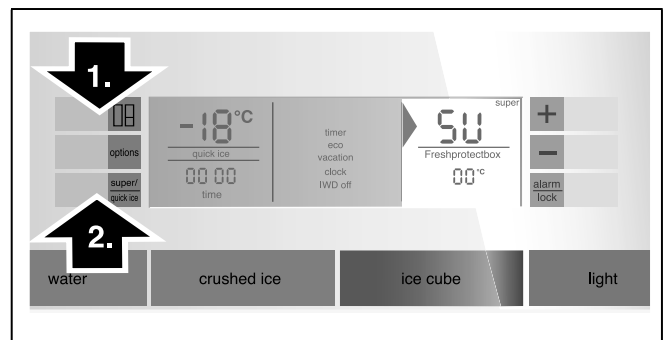 1.
-18°C
quick ice
00 00
time
timer
eco
vacation
clock
IWD off
super
SU
Freshprotectbox
00°C
+
−
alarm
lock
options
super/
quick ice
2.
water
crushed ice
ice cube
light